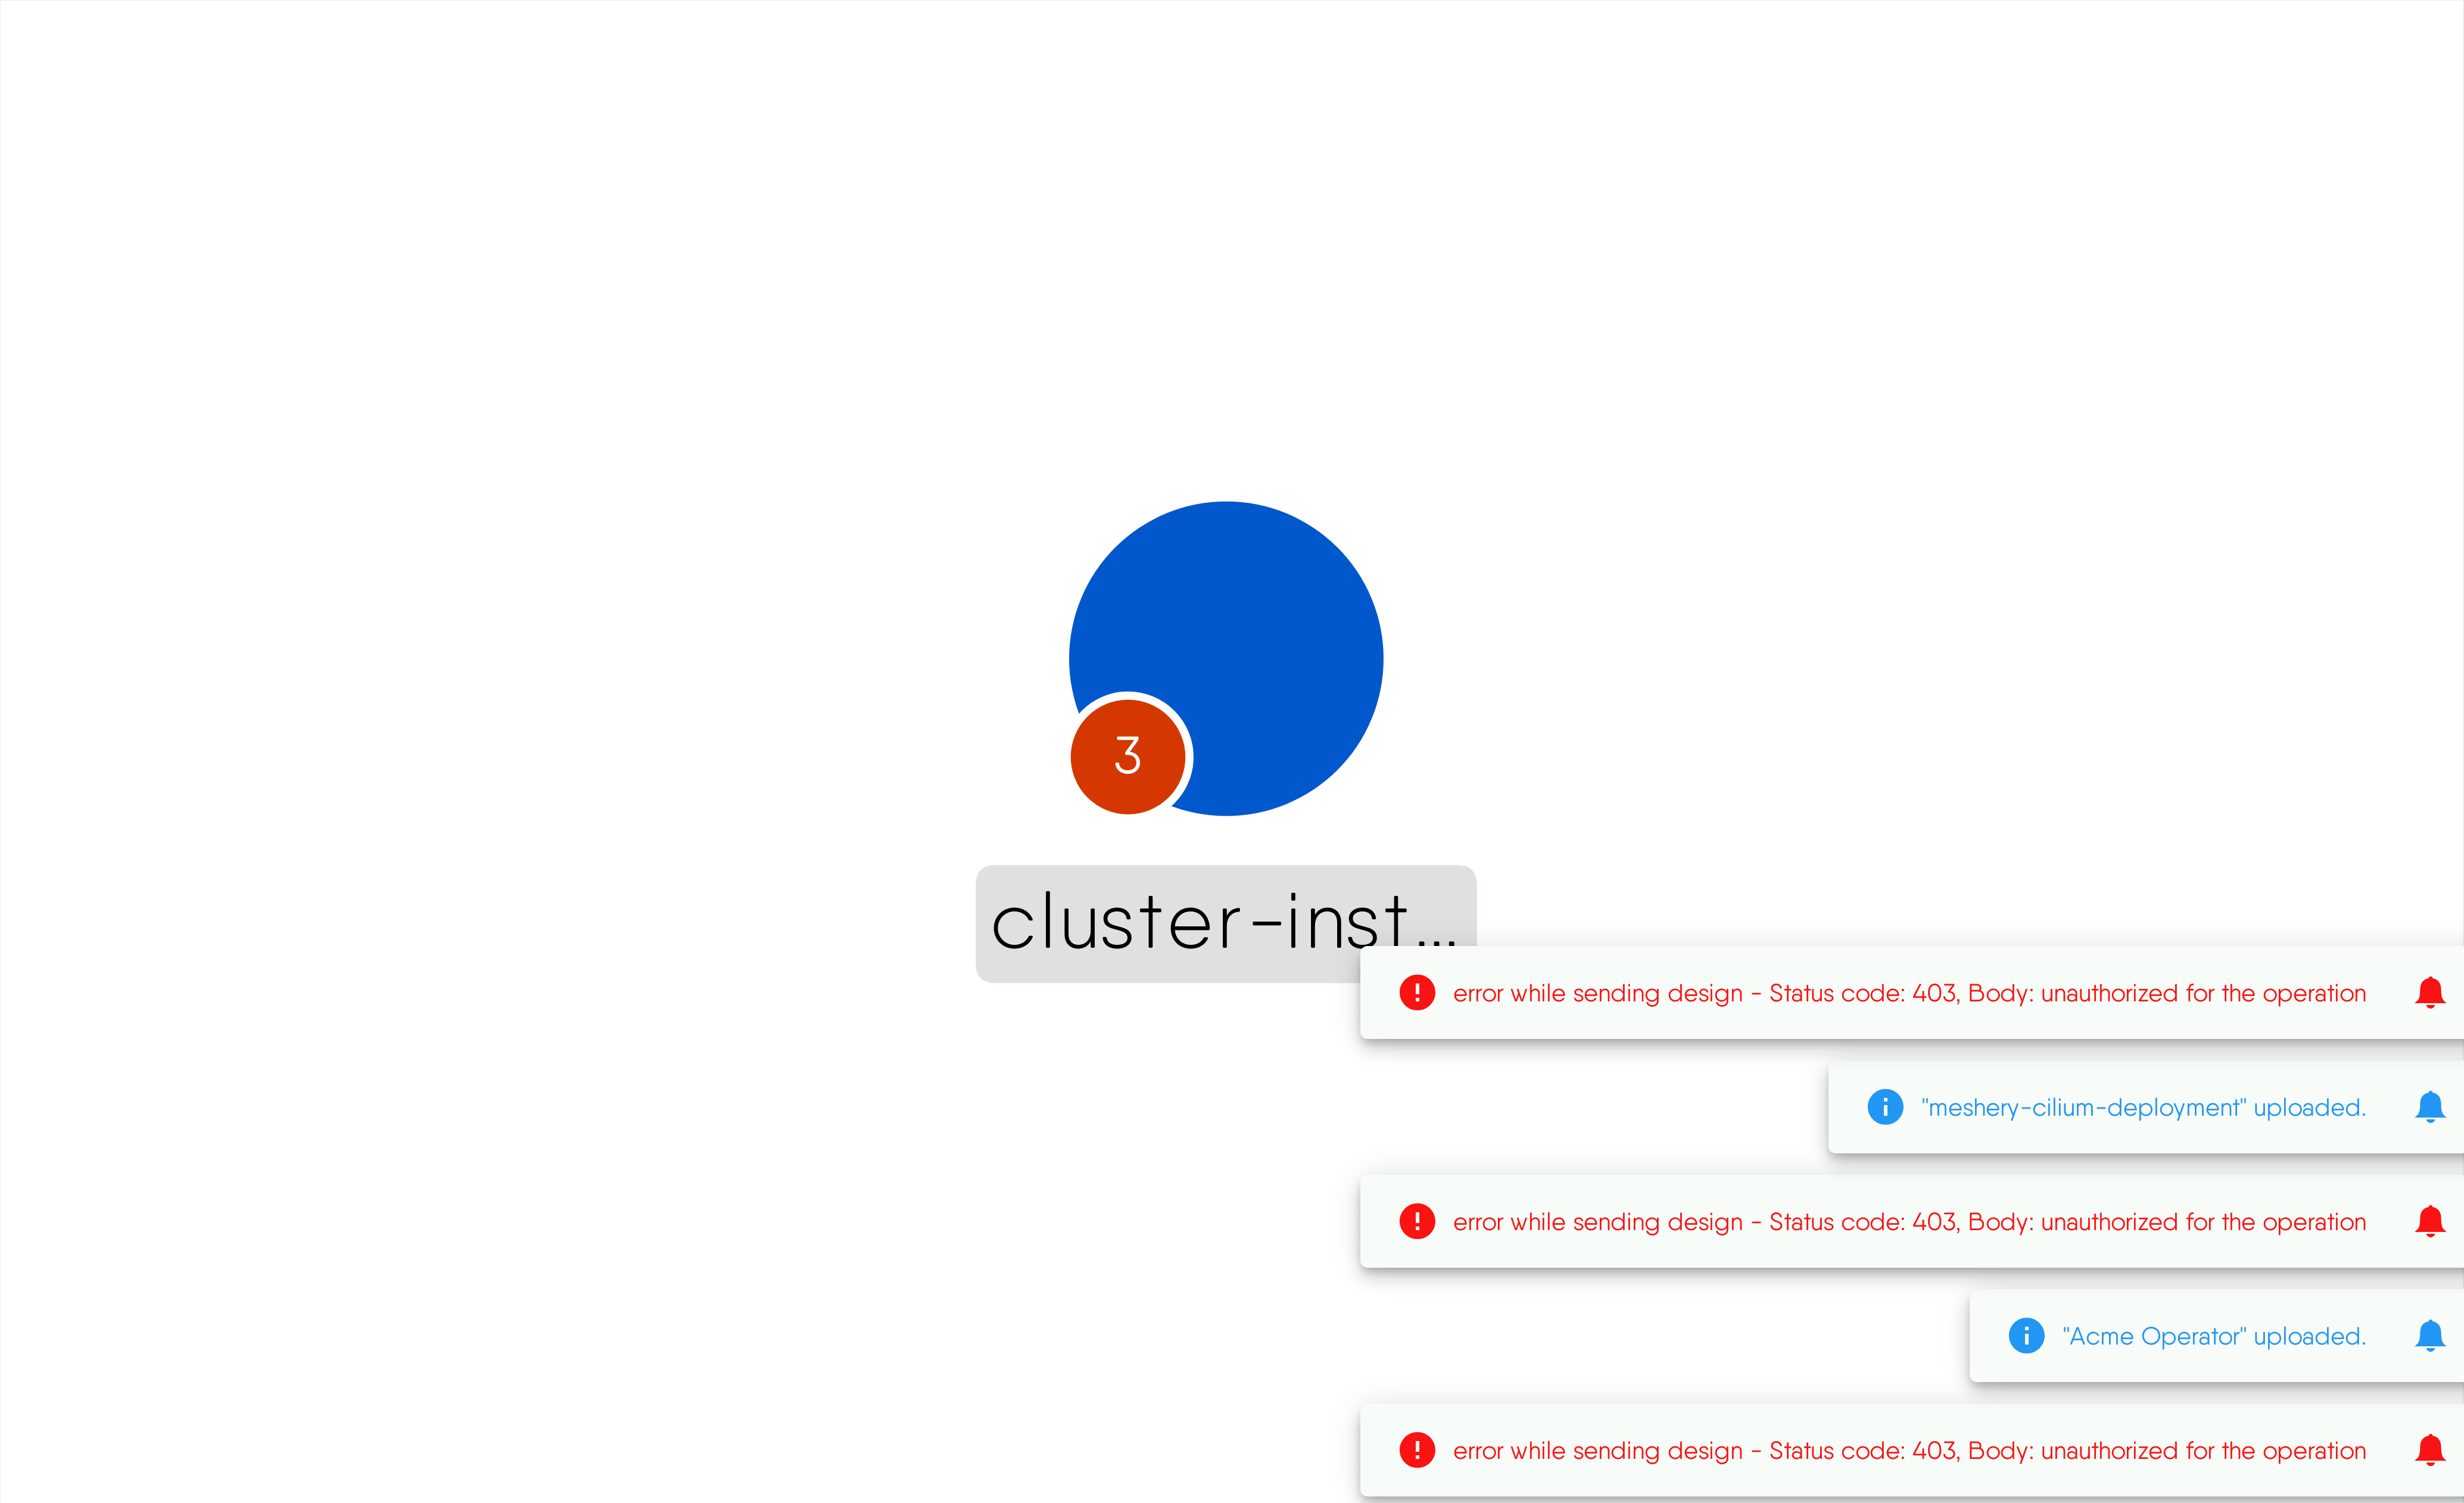 3
cluster-inst...
error while sending design - Status code: 403, Body: unauthorized for the operation
"meshery-cilium-deployment" uploaded.
error while sending design - Status code: 403, Body: unauthorized for the operation
"Acme Operator" uploaded.
error while sending design - Status code: 403, Body: unauthorized for the operation